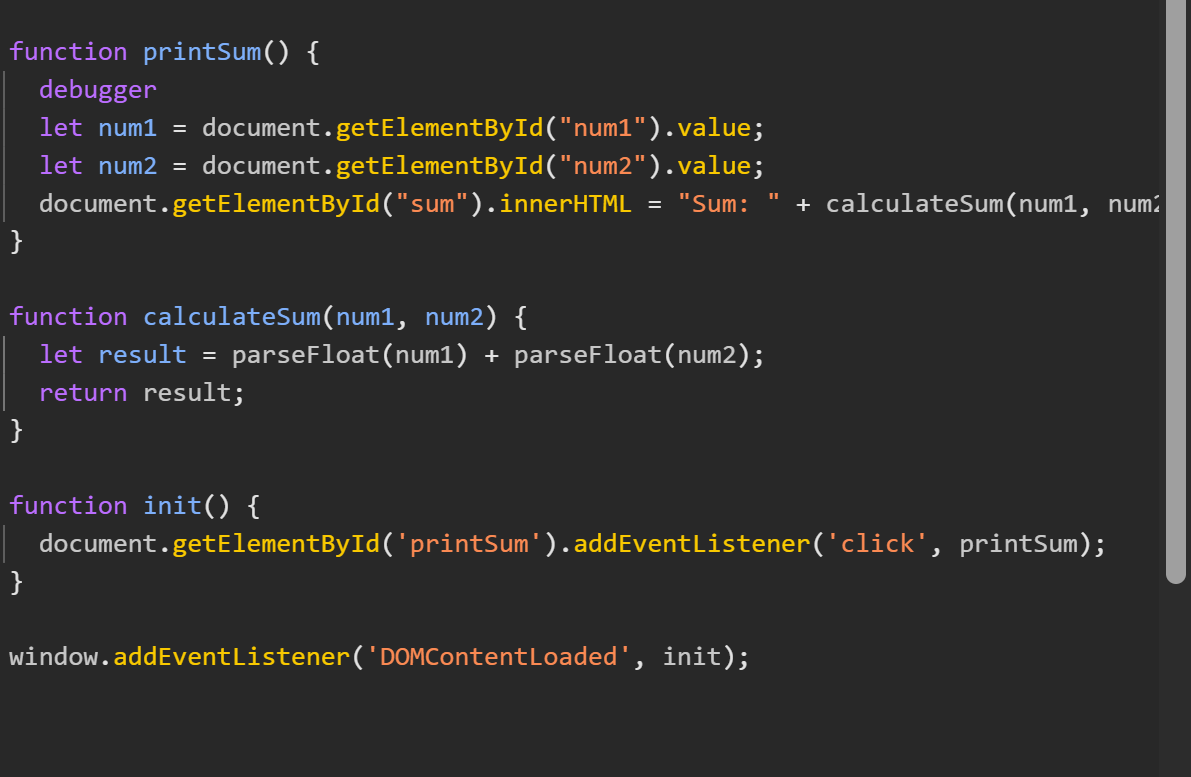 function printSum() {
  debugger
  let num1 = document.getElementById("num1").value;
  let num2 = document.getElementById("num2").value;
  document.getElementById("sum").innerHTML = "Sum: " + calculateSum(num1, num2
}
function calculateSum(num1, num2) {
  let result = parseFloat(num1) + parseFloat(num2);
  return result;
}
function init() {
  document.getElementById('printSum').addEventListener('click', printSum);
}
window.addEventListener('DOMContentLoaded', init);